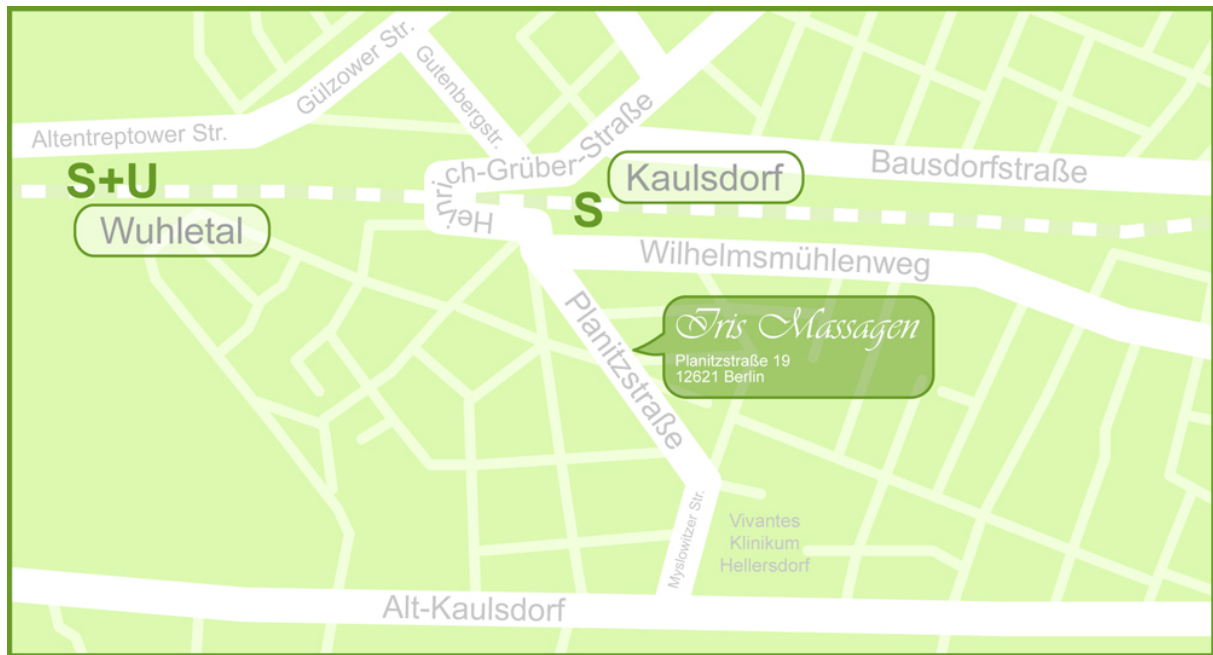 Gülzower Str.
Gutenbergstr.
Altentreptower Str.
Heinrich-Grüber-Straße
Bausdorfstraße
S+U
Wuhletal
Kaulsdorf
S
Wilhelmsmühlenweg
Planitzstraße
Iris Massagen
Planitzstraße 19
12621 Berlin
Myslowitzer Str.
Vivantes
Klinikum
Hellersdorf
Alt-Kaulsdorf